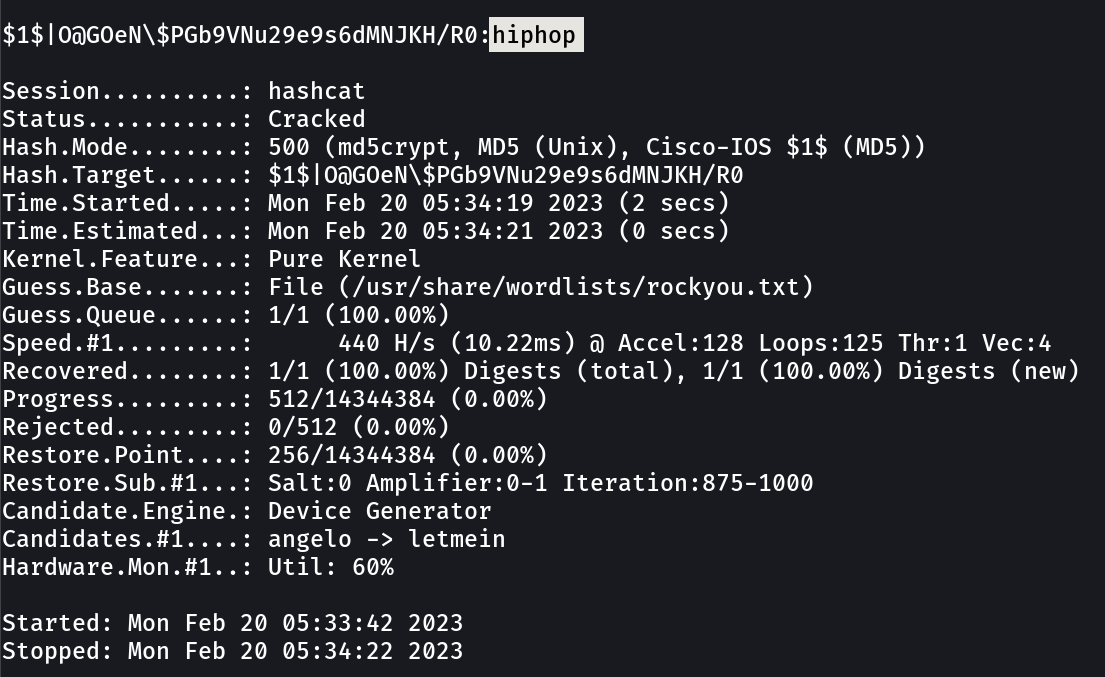 $1$|O@GOeN\$PGb9VNu29e9s6dMNJKH/R0:hiphop
Session..........: hashcat
Status...........: Cracked
Hash.Mode........: 500 (md5crypt, MD5 (Unix), Cisco-IOS $1$ (MD5))
Hash.Target......: $1$|O@GOeN\$PGb9VNu29e9s6dMNJKH/R0
Time.Started.....: Mon Feb 20 05:34:19 2023 (2 secs)
Time.Estimated...: Mon Feb 20 05:34:21 2023 (0 secs)
Kernel.Feature...: Pure Kernel
Guess.Base.......: File (/usr/share/wordlists/rockyou.txt)
Guess.Queue......: 1/1 (100.00%)
Speed.#1.........:      440 H/s (10.22ms) @ Accel:128 Loops:125 Thr:1 Vec:4
Recovered........: 1/1 (100.00%) Digests (total), 1/1 (100.00%) Digests (new)
Progress.........: 512/14344384 (0.00%)
Rejected.........: 0/512 (0.00%)
Restore.Point....: 256/14344384 (0.00%)
Restore.Sub.#1...: Salt:0 Amplifier:0-1 Iteration:875-1000
Candidate.Engine.: Device Generator
Candidates.#1....: angelo -> letmein
Hardware.Mon.#1..: Util: 60%
Started: Mon Feb 20 05:33:42 2023
Stopped: Mon Feb 20 05:34:22 2023